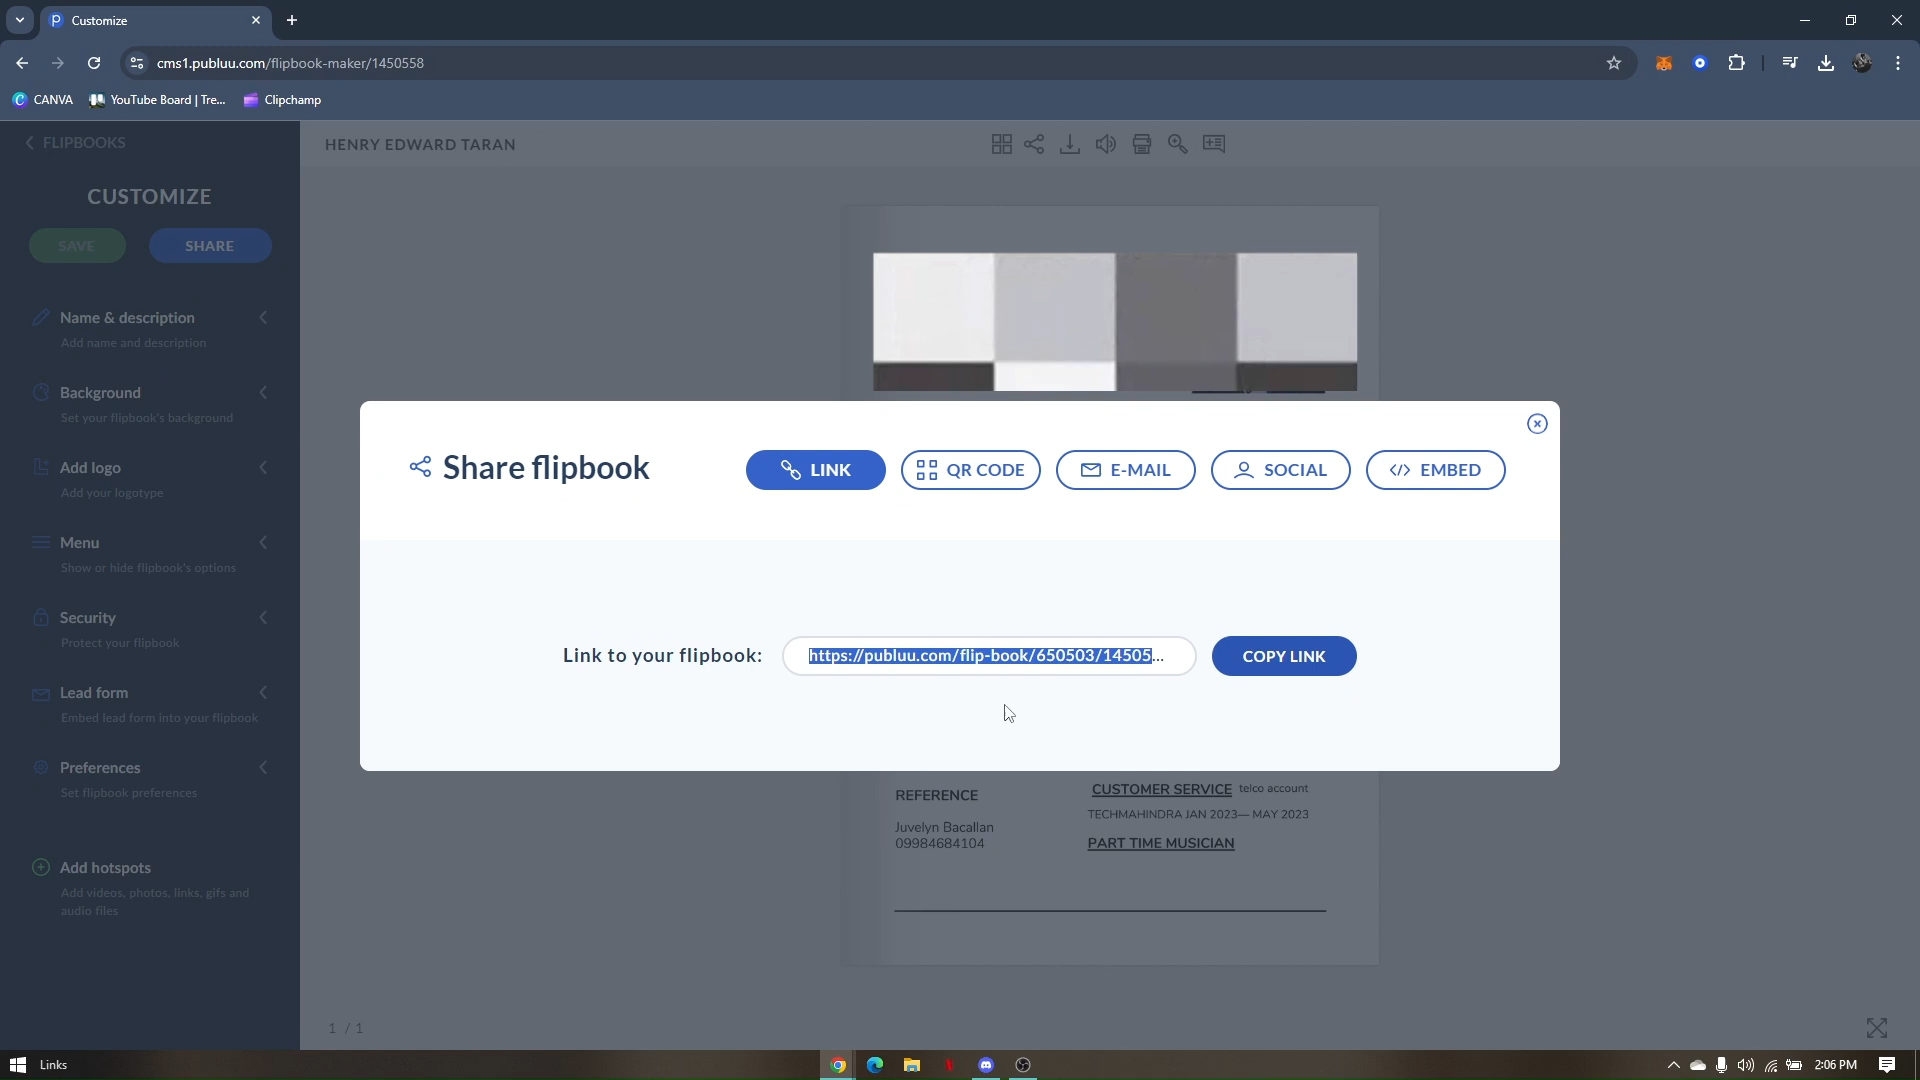 Customize
cms1.publuu.com/flipbook-maker/1450558
CANVA
YouTube Board | Tre...
Clipchamp
FLIPBOOKS
HENRY EDWARD TARAN
CUSTOMIZE
SAVE
SHARE
Name & description
Add name and description
Background
Set your flipbook's background
Add logo
Add your logotype
Menu
Show or hide flipbook's options
Security
Protect your flipbook
Lead form
Embed lead form into your flipbook
Preferences
Set flipbook preferences
Add hotspots
Add videos, photos, links, gifs and
audio files
Share flipbook
LINK
QR CODE
E-MAIL
SOCIAL
EMBED
Link to your flipbook:
https://publuu.com/flip-book/650503/14505...
COPY LINK
REFERENCE
Juvelyn Bacallan
09984684104
CUSTOMER SERVICE telco account
TECHMAHINDRA JAN 2023— MAY 2023
PART TIME MUSICIAN
1 / 1
Links
2:06 PM